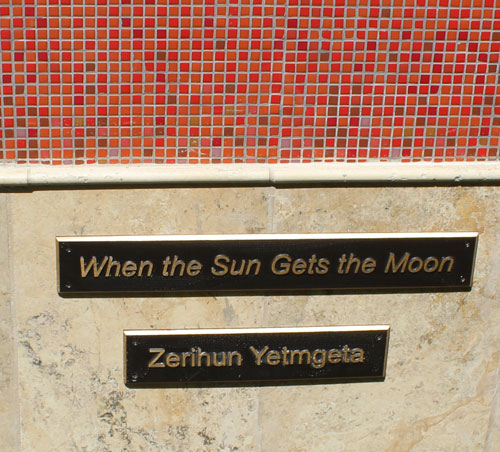 When the Sun Gets the Moon
Zerihun Yetmgeta